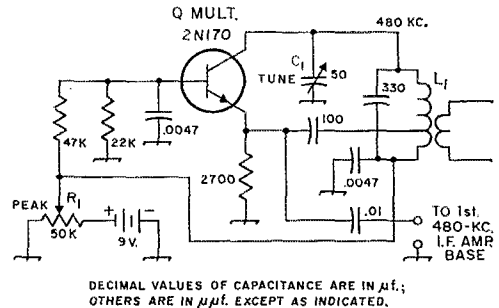 Q MULT.
2N170
480 KC.
C1
TUNE
50
L1
330
100
.0047
47K
22K
2700
.0047
.01
PEAK
R1
50K
+
-
9V.
TO 1st.
480-KC.
I.F. AMP.
BASE
DECIMAL VALUES OF CAPACITANCE ARE IN µf.;
OTHERS ARE IN µµf. EXCEPT AS INDICATED.